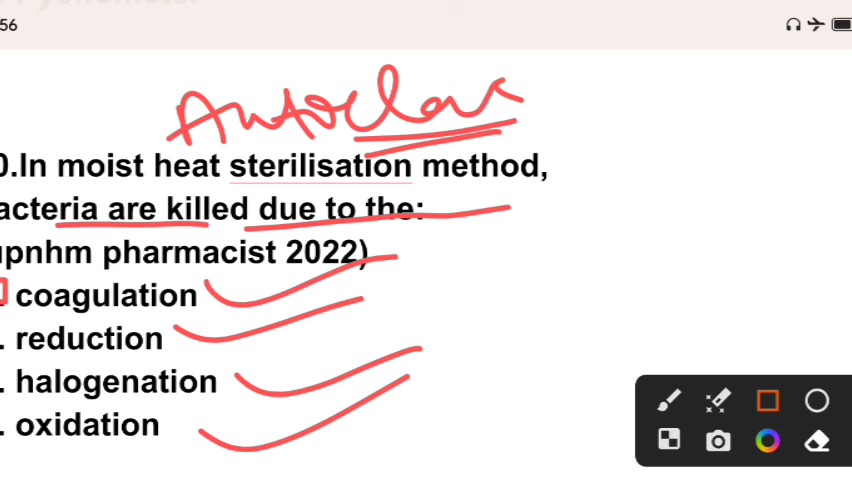 56
Autoclave
0.In moist heat sterilisation method,
acteria are killed due to the:
upnhm pharmacist 2022)
coagulation
. reduction
. halogenation
. oxidation